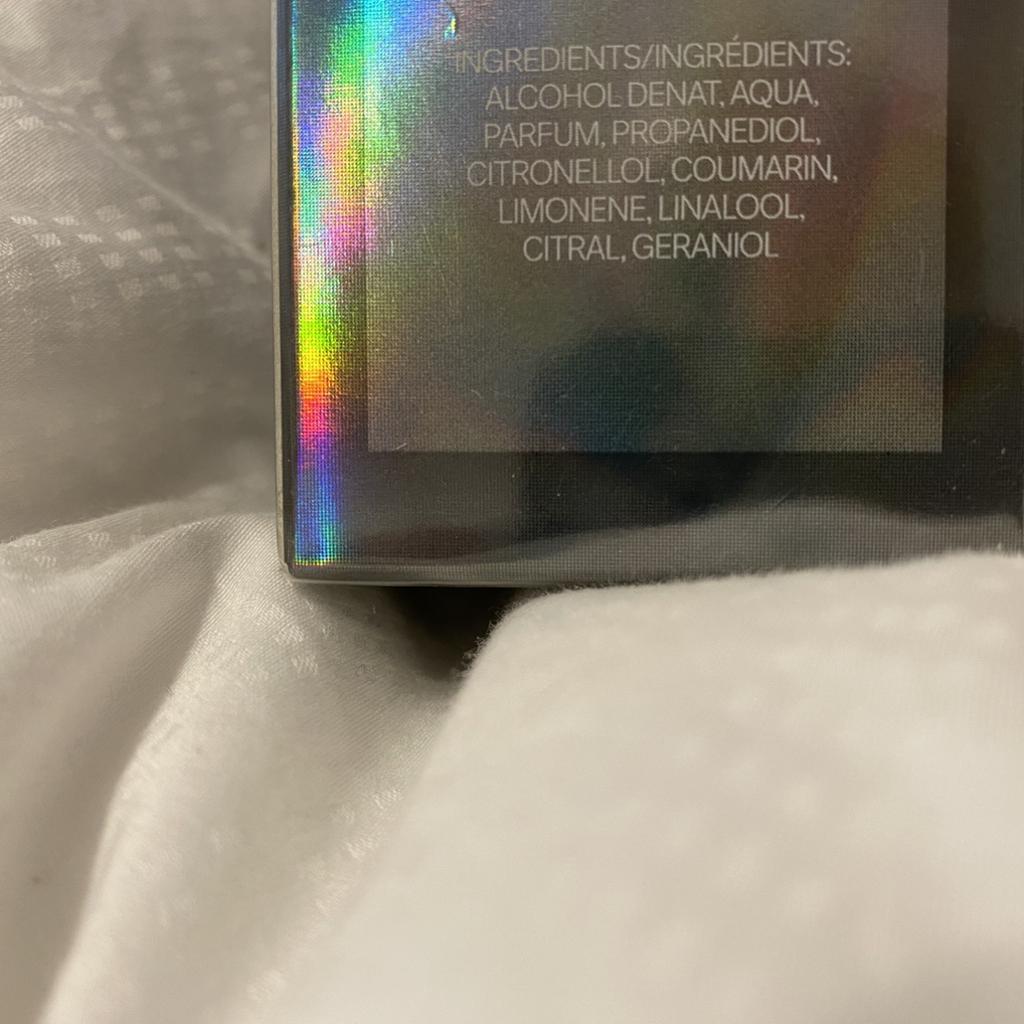 INGREDIENTS/INGRÉDIENTS:
ALCOHOL DENAT, AQUA,
PARFUM, PROPANEDIOL,
CITRONELLOL, COUMARIN,
LIMONENE, LINALOOL,
CITRAL, GERANIOL